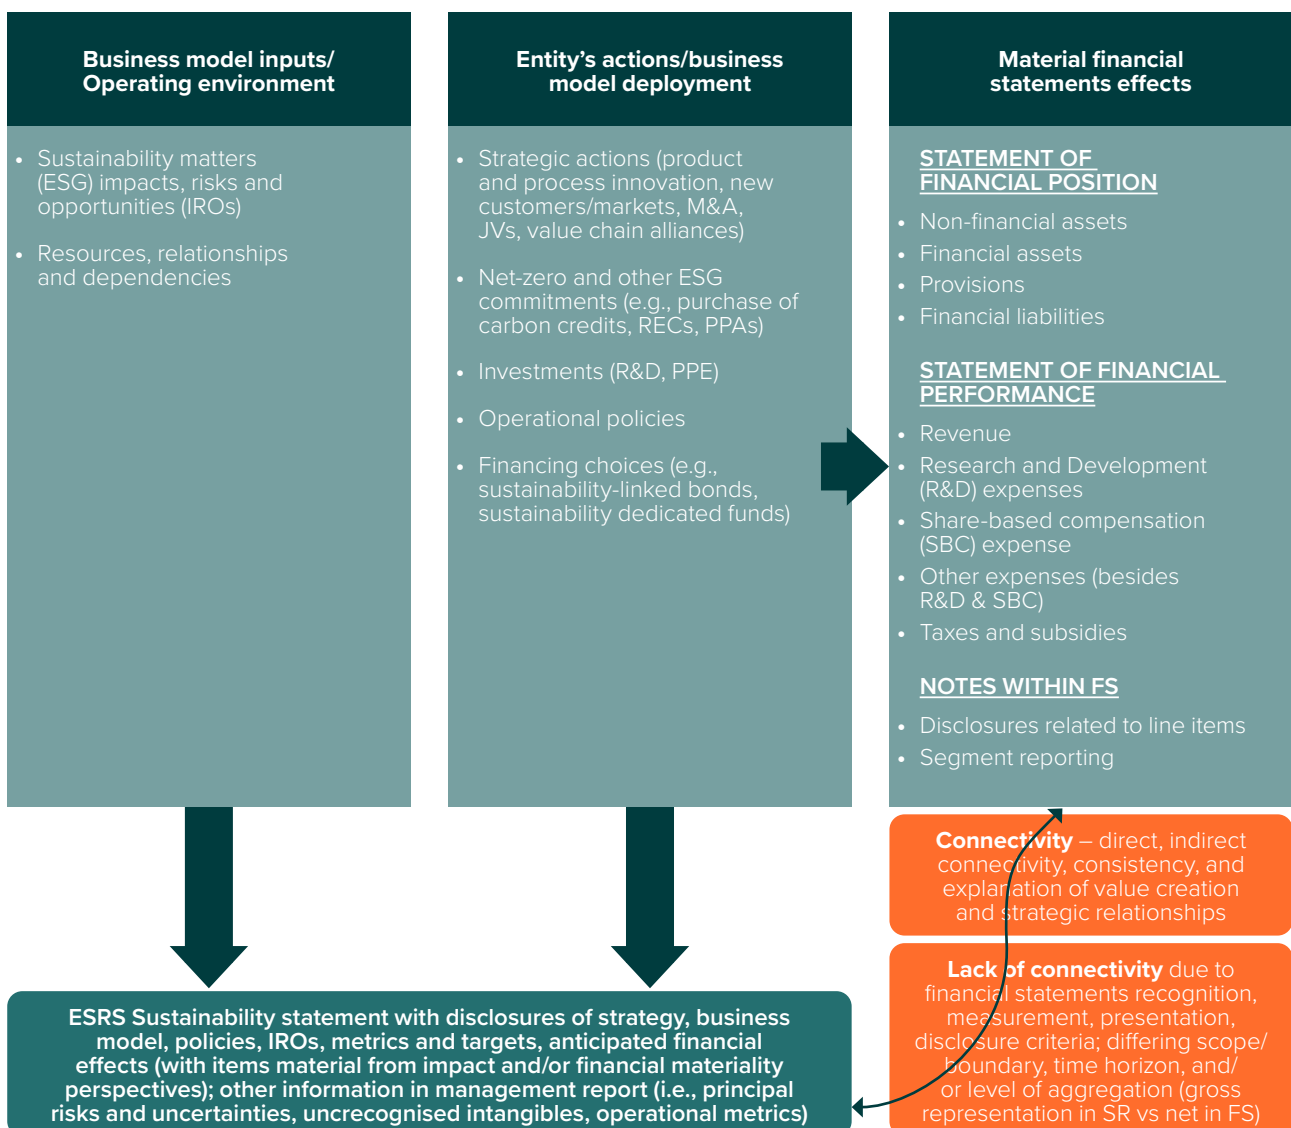 Business model inputs/
Operating environment
• Sustainability matters
(ESG) impacts, risks and
opportunities (IROs)
• Resources, relationships
and dependencies
Entity's actions/business
model deployment
• Strategic actions (product
and process innovation, new
customers/markets, M&A,
JVs, value chain alliances)
• Net-zero and other ESG
commitments (e.g., purchase of
carbon credits, RECs, PPAs)
• Investments (R&D, PPE)
• Operational policies
• Financing choices (e.g.,
sustainability-linked bonds,
sustainability dedicated funds)
Material financial
statements effects
STATEMENT OF
FINANCIAL POSITION
• Non-financial assets
• Financial assets
• Provisions
• Financial liabilities
STATEMENT OF FINANCIAL
PERFORMANCE
• Revenue
• Research and Development
(R&D) expenses
• Share-based compensation
(SBC) expense
• Other expenses (besides
R&D & SBC)
• Taxes and subsidies
NOTES WITHIN FS
• Disclosures related to line items
• Segment reporting
Connectivity – direct, indirect
connectivity, consistency, and
explanation of value creation
and strategic relationships
Lack of connectivity due to
financial statements recognition,
measurement, presentation,
disclosure criteria; differing scope/
boundary, time horizon, and/
or level of aggregation (gross
representation in SR vs net in FS)
ESRS Sustainability statement with disclosures of strategy, business
model, policies, IROs, metrics and targets, anticipated financial
effects (with items material from impact and/or financial materiality
perspectives); other information in management report (i.e., principal
risks and uncertainties, unrecognised intangibles, operational metrics)